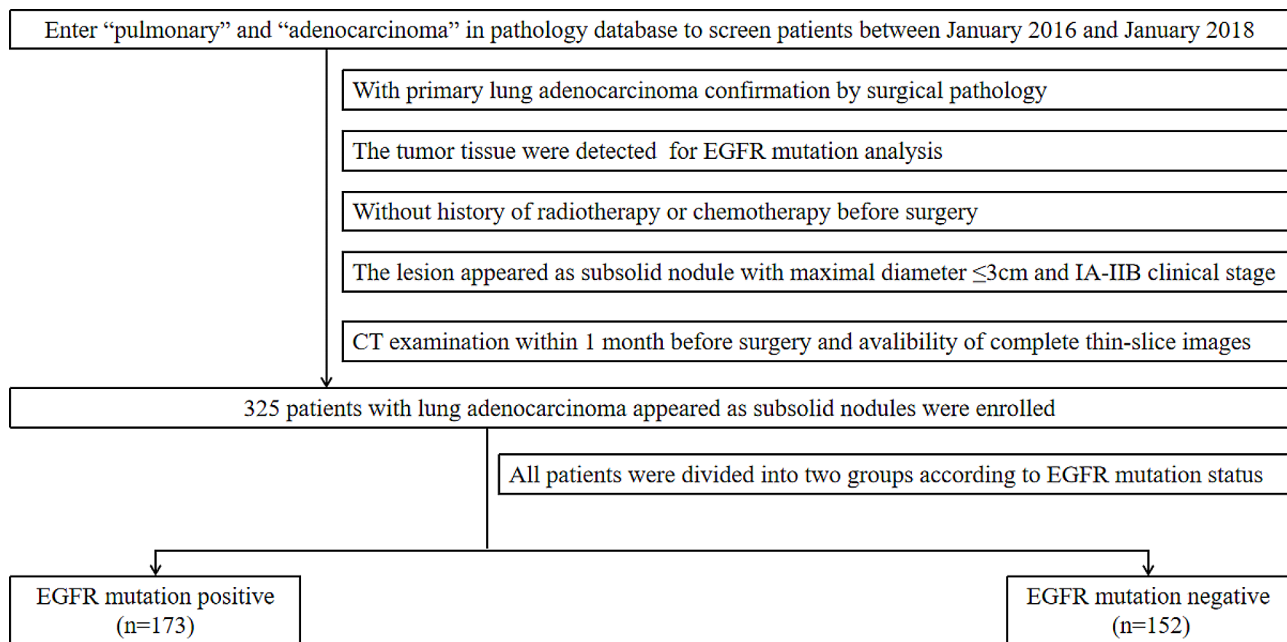 Enter “pulmonary” and “adenocarcinoma” in pathology database to screen patients between January 2016 and January 2018
With primary lung adenocarcinoma confirmation by surgical pathology
The tumor tissue were detected for EGFR mutation analysis
Without history of radiotherapy or chemotherapy before surgery
The lesion appeared as subsolid nodule with maximal diameter ≤3cm and IA-IIB clinical stage
CT examination within 1 month before surgery and avalibility of complete thin-slice images
325 patients with lung adenocarcinoma appeared as subsolid nodules were enrolled
All patients were divided into two groups according to EGFR mutation status
EGFR mutation positive
(n=173)
EGFR mutation negative
(n=152)